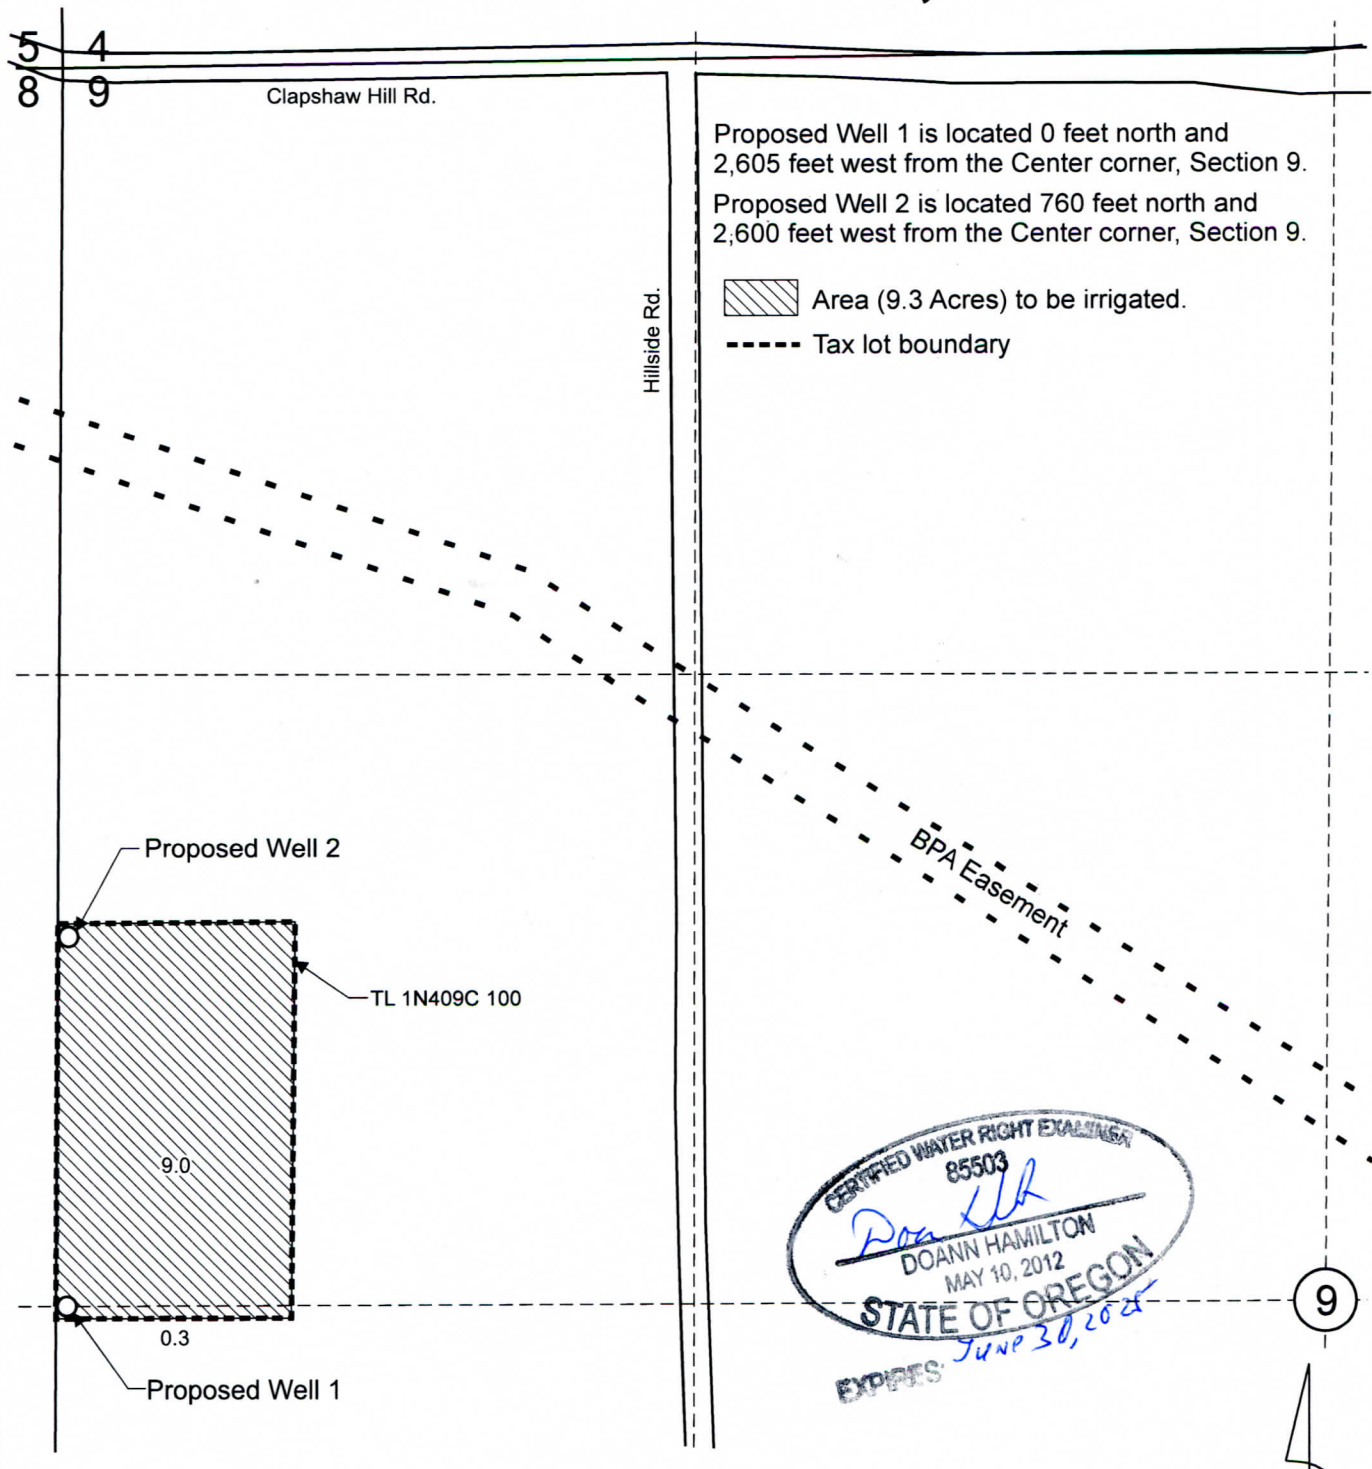 5 4
8 9
Clapshaw Hill Rd.
Proposed Well 1 is located 0 feet north and
2,605 feet west from the Center corner, Section 9.
Proposed Well 2 is located 760 feet north and
2,600 feet west from the Center corner, Section 9.
Area (9.3 Acres) to be irrigated.
Tax lot boundary
Hillside Rd.
BPA Easement
Proposed Well 2
TL 1N409C 100
9.0
0.3
Proposed Well 1
CERTIFIED WATER RIGHT EXAMINER
85503
DOANN HAMILTON
MAY 10, 2012
STATE OF OREGON
EXPIRES: June 30, 2025
9